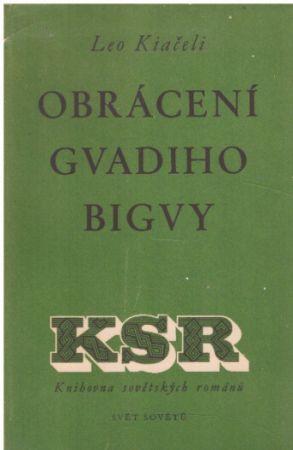 Leo Kiačeli
OBRÁCENÍ
GVADIHO
BIGVY
KSR
Knihovna sovětských románů
SVĚT SOVĚTŮ